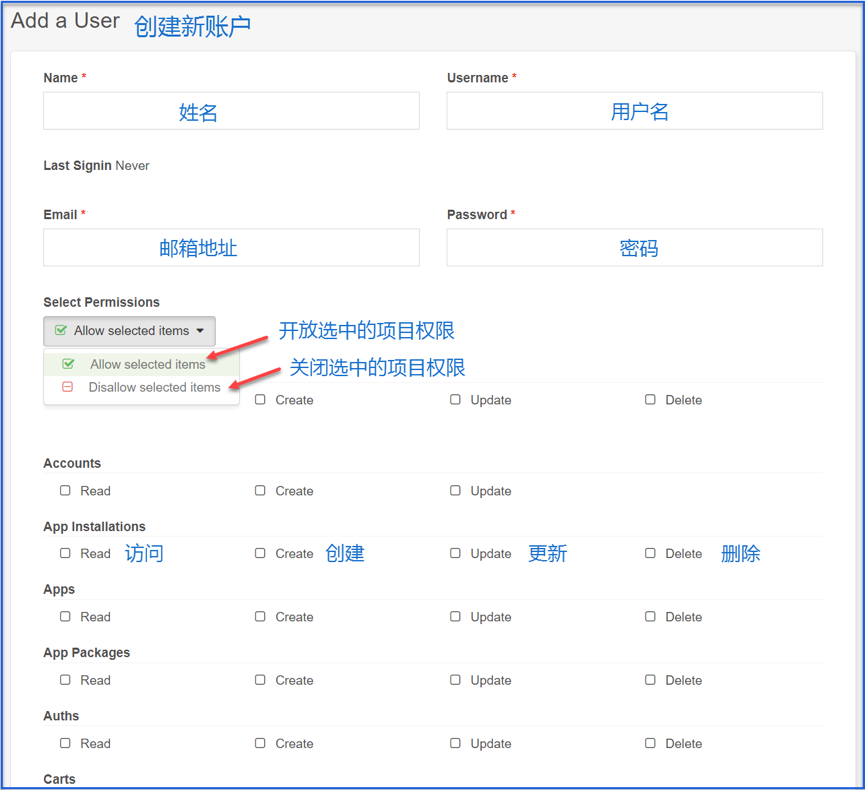 Add a User 创建新账户
Name * Username *
姓名 用户名
Last Signin Never
Email * Password *
邮箱地址 密码
Select Permissions
Allow selected items 开放选中的项目权限
Allow selected items 关闭选中的项目权限
Disallow selected items
Create Update Delete
Accounts
Read Create Update
App Installations
Read 访问 Create 创建 Update 更新 Delete 删除
Apps
Read Create Update Delete
App Packages
Read Create Update Delete
Auths
Read Create Update Delete
Carts